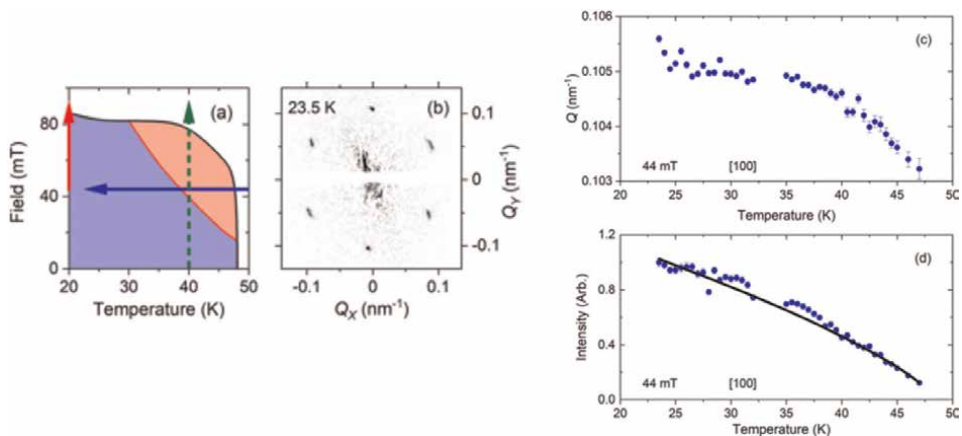 (a)
80
40
0
20
30
40
Field (mT)
Temperature (K)
23.5 K
(b)
0.1
0
-0.1
-0.1
0
0.1
Qx (nm⁻¹)
QY (nm⁻¹)
0.106
0.105
0.104
0.103
Q (nm⁻¹)
(c)
44 mT [100]
20 25 30 35 40 45 50
Temperature (K)
1.2
0.8
0.4
0.0
Intensity (Arb.)
(d)
44 mT [100]
20 25 30 35 40 45 50
Temperature (K)